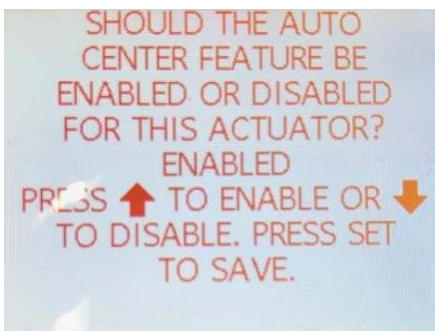 SHOULD THE AUTO
CENTER FEATURE BE
ENABLED OR DISABLED
FOR THIS ACTUATOR?
ENABLED
PRESS ⬆ TO ENABLE OR ⬇
TO DISABLE. PRESS SET
TO SAVE.